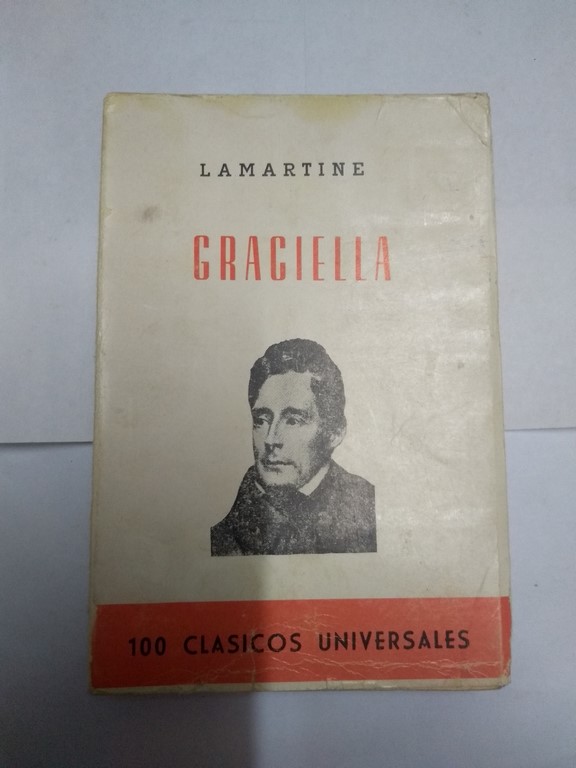 LAMARTINE
GRACIELLA
100 CLASICOS UNIVERSALES